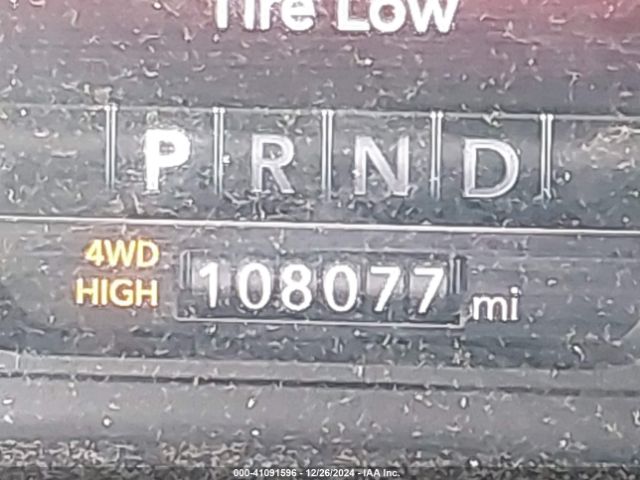 Tire Low
P R N D
4WD
HIGH
108077 mi
000-41091596 - 12/26/2024 - IAA Inc.